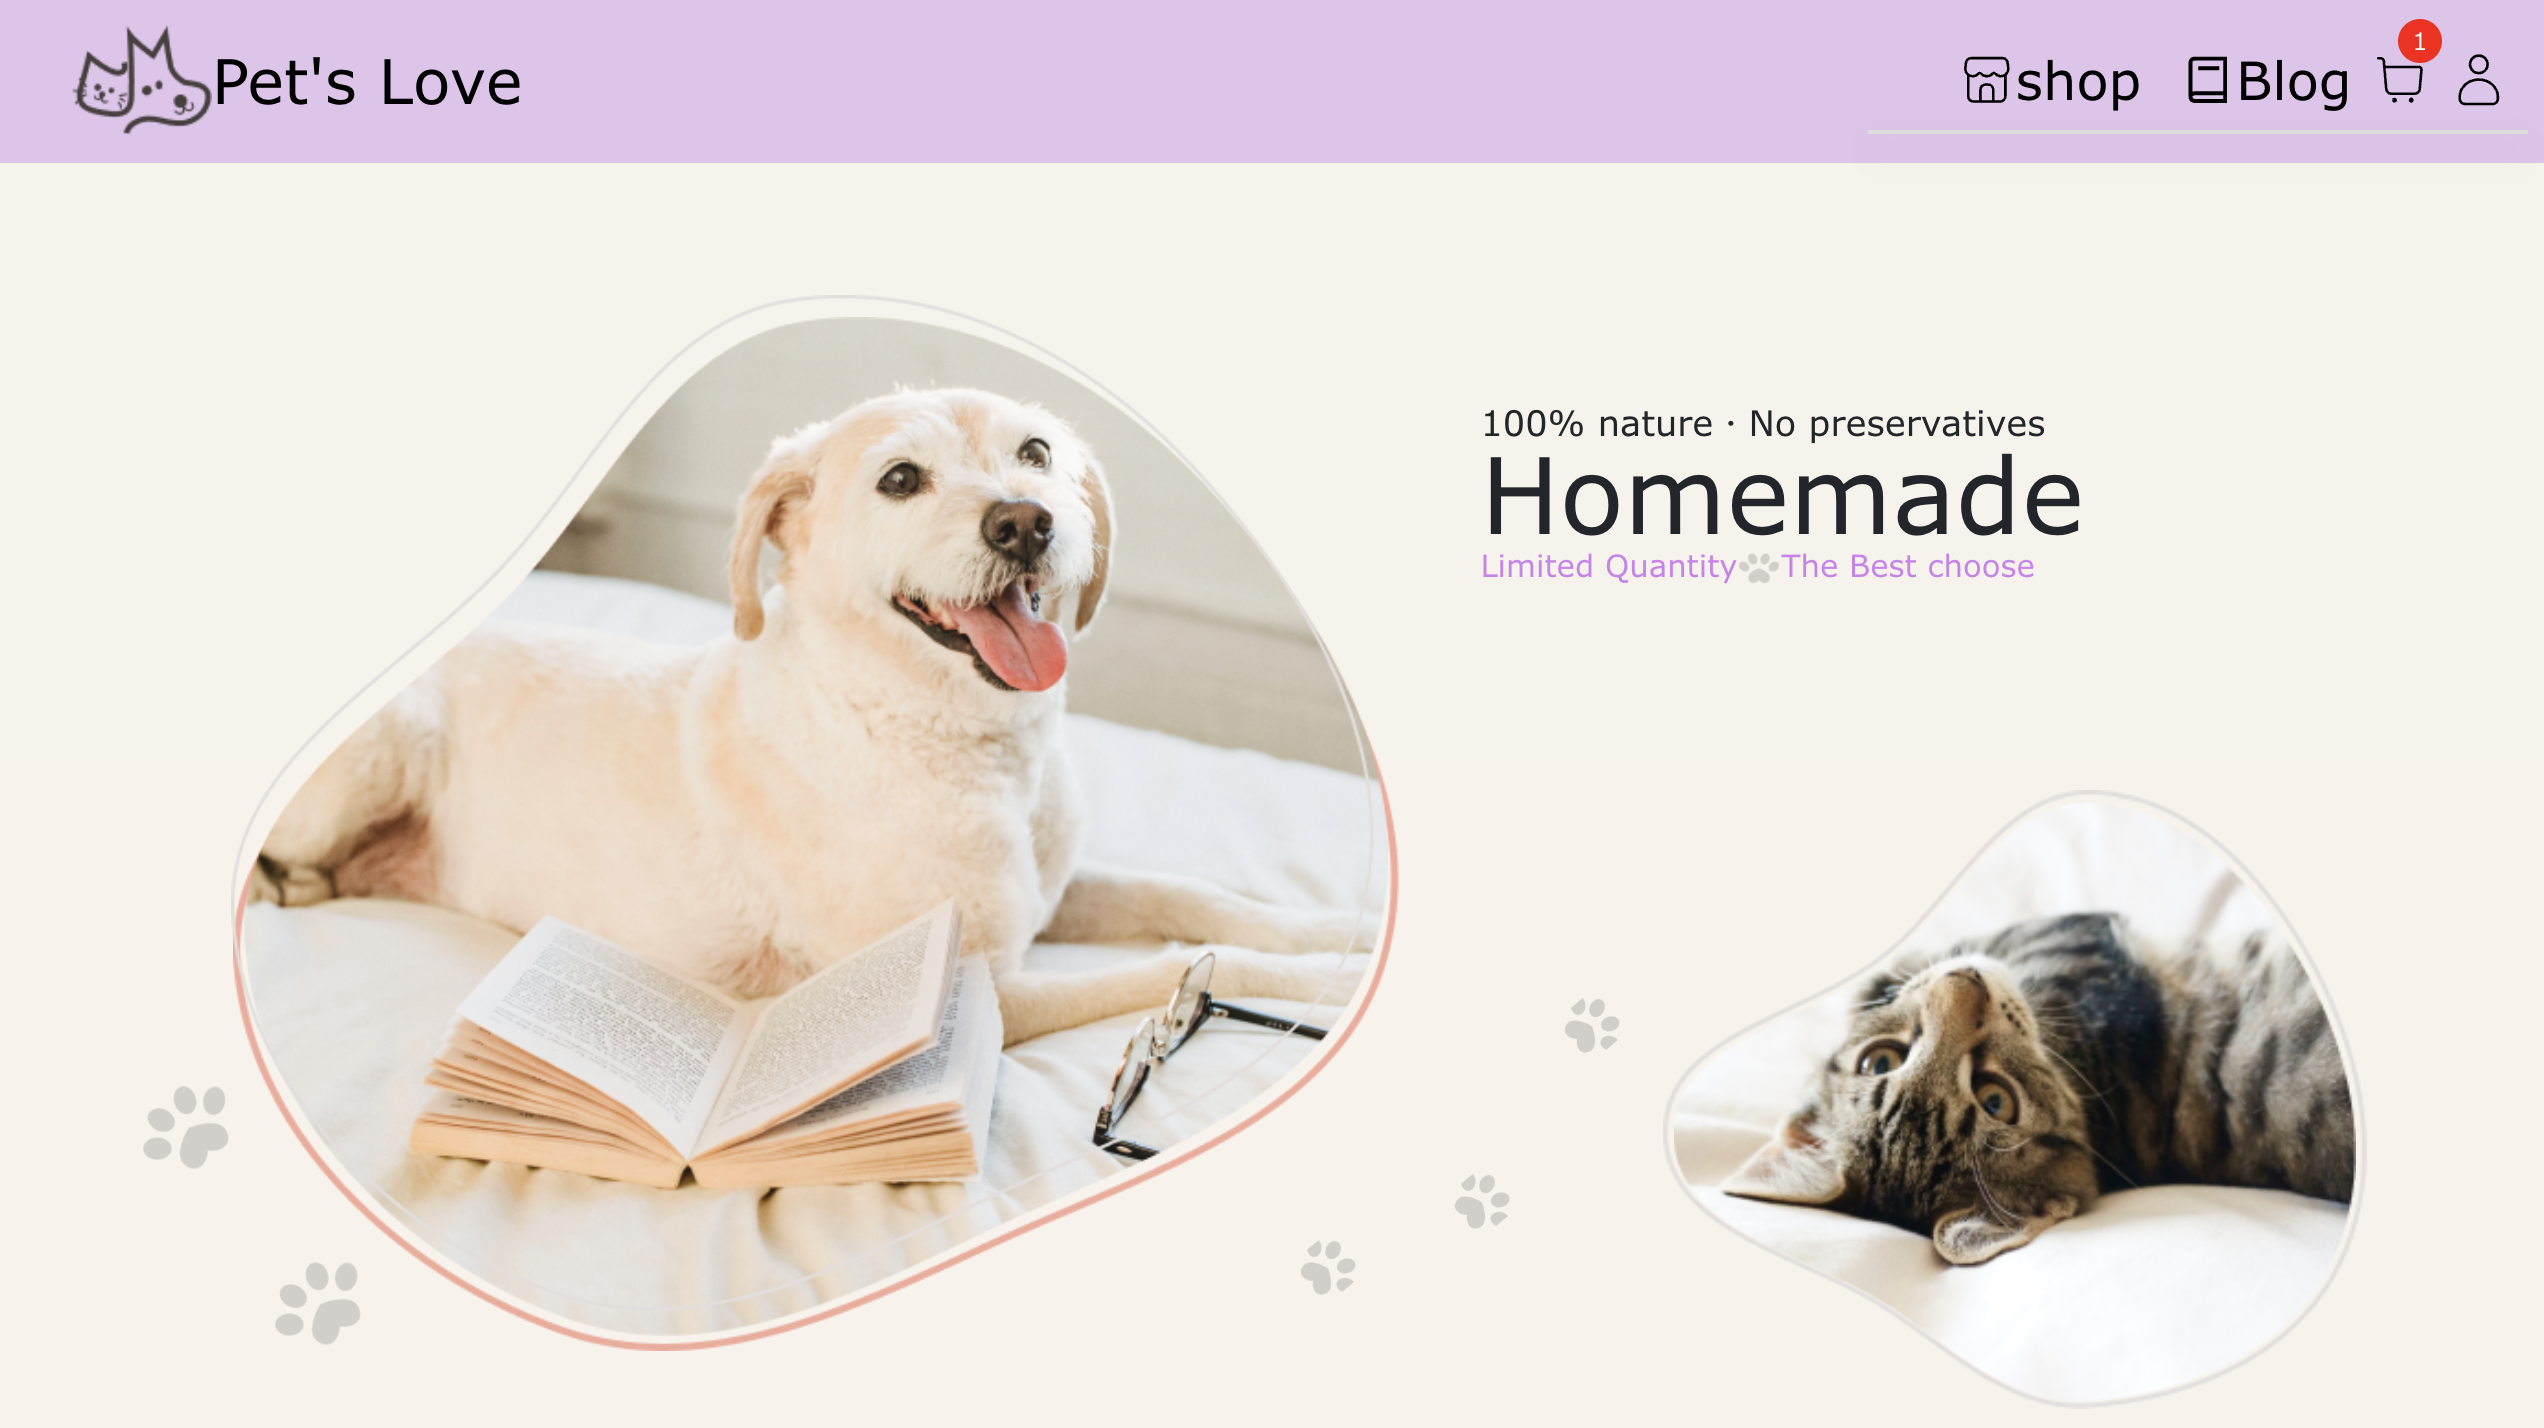 Pet's Love
shop Blog 1
100% nature · No preservatives
Homemade
Limited Quantity The Best choose